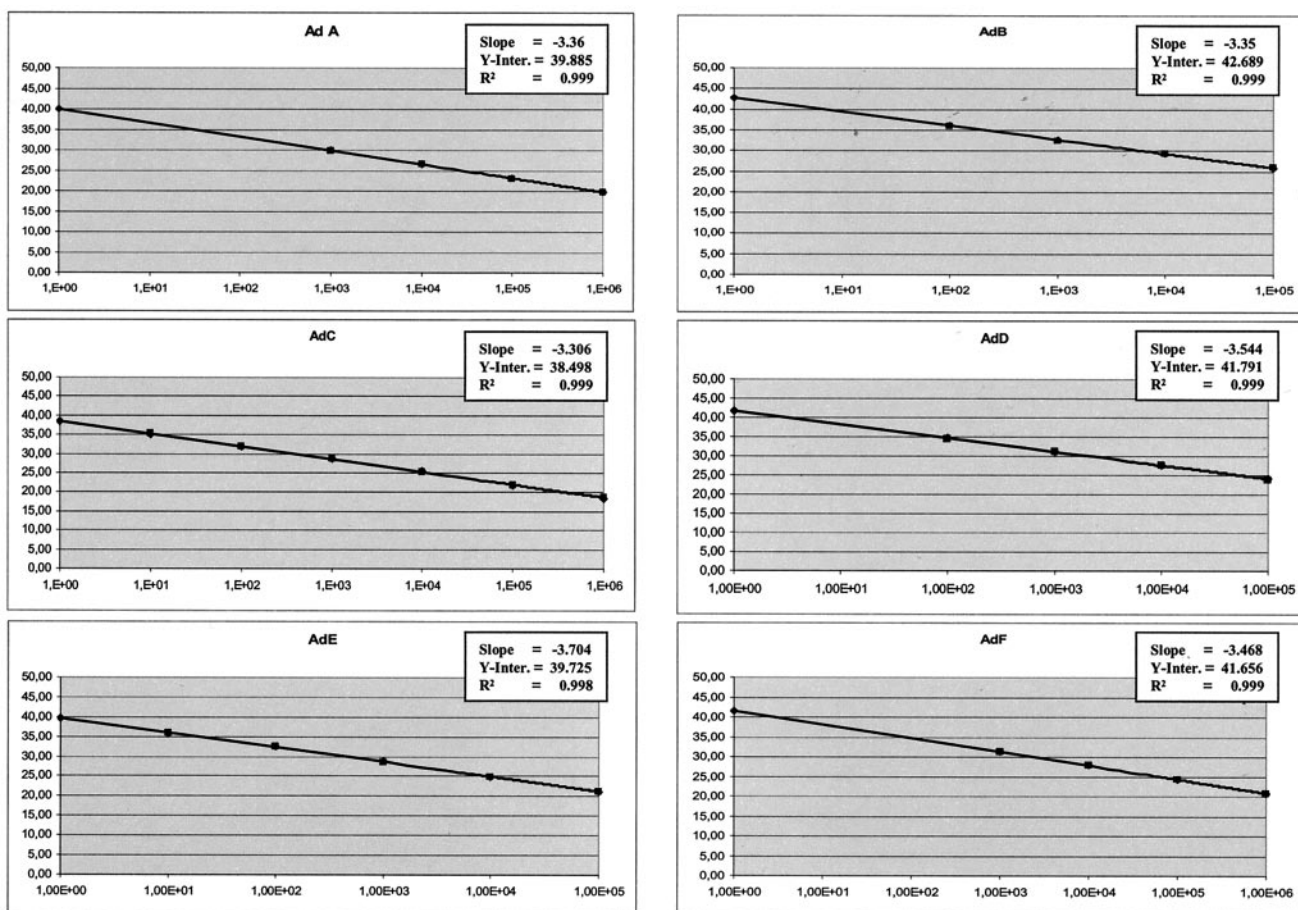 Ad A
Slope = -3.36
Y-Inter. = 39.885
R² = 0.999
50,00
45,00
40,00
35,00
30,00
25,00
20,00
15,00
10,00
5,00
0,00
1,E+00 1,E+01 1,E+02 1,E+03 1,E+04 1,E+05 1,E+06
AdB
Slope = -3.35
Y-Inter. = 42.689
R² = 0.999
50,00
45,00
40,00
35,00
30,00
25,00
20,00
15,00
10,00
5,00
0,00
1,E+00 1,E+01 1,E+02 1,E+03 1,E+04 1,E+05
AdC
Slope = -3.306
Y-Inter. = 38.498
R² = 0.999
50,00
45,00
40,00
35,00
30,00
25,00
20,00
15,00
10,00
5,00
0,00
1,E+00 1,E+01 1,E+02 1,E+03 1,E+04 1,E+05 1,E+06
AdD
Slope = -3.544
Y-Inter. = 41.791
R² = 0.999
50,00
45,00
40,00
35,00
30,00
25,00
20,00
15,00
10,00
5,00
0,00
1,00E+00 1,00E+01 1,00E+02 1,00E+03 1,00E+04 1,00E+05
AdE
Slope = -3.704
Y-Inter. = 39.725
R² = 0.998
50,00
45,00
40,00
35,00
30,00
25,00
20,00
15,00
10,00
5,00
0,00
1,00E+00 1,00E+01 1,00E+02 1,00E+03 1,00E+04 1,00E+05
AdF
Slope = -3.468
Y-Inter. = 41.656
R² = 0.999
50,00
45,00
40,00
35,00
30,00
25,00
20,00
15,00
10,00
5,00
0,00
1,00E+00 1,00E+01 1,00E+02 1,00E+03 1,00E+04 1,00E+05 1,00E+06